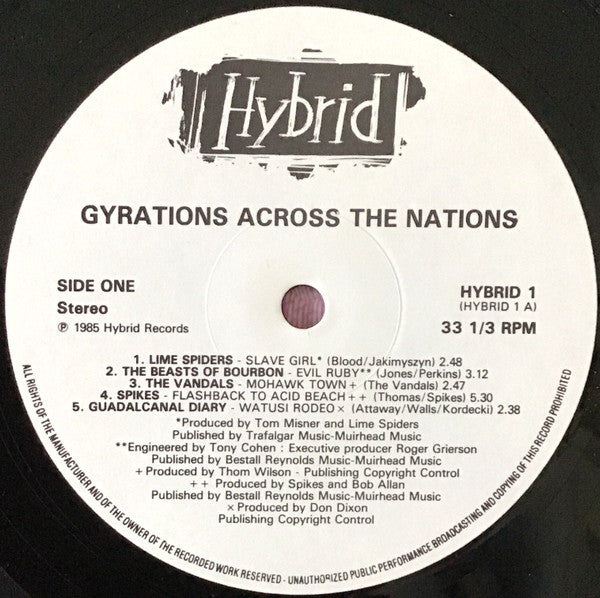 Hybrid
GYRATIONS ACROSS THE NATIONS
SIDE ONE
Stereo
℗ 1985 Hybrid Records
HYBRID 1
(HYBRID 1 A)
33 1/3 RPM
1. LIME SPIDERS - SLAVE GIRL* (Blood/Jakimyszyn) 2.48
2. THE BEASTS OF BOURBON - EVIL RUBY** (Jones/Perkins) 3.12
3. THE VANDALS - MOHAWK TOWN+ (The Vandals) 2.47
4. SPIKES - FLASHBACK TO ACID BEACH++ (Thomas/Spikes) 5.30
5. GUADALCANAL DIARY - WATUSI RODEO× (Attaway/Walls/Kordecki) 2.38
*Produced by Tom Misner and Lime Spiders
Published by Trafalgar Music-Muirhead Music
**Engineered by Tony Cohen : Executive producer Roger Grierson
Published by Bestall Reynolds Music-Muirhead Music
+ Produced by Thom Wilson - Publishing Copyright Control
++ Produced by Spikes and Bob Allan
Published by Bestall Reynolds Music-Muirhead Music
× Produced by Don Dixon
Publishing Copyright Control
ALL RIGHTS OF THE MANUFACTURER AND OF THE OWNER OF THE RECORDED WORK RESERVED - UNAUTHORIZED PUBLIC PERFORMANCE BROADCASTING AND COPYING OF THIS RECORD PROHIBITED